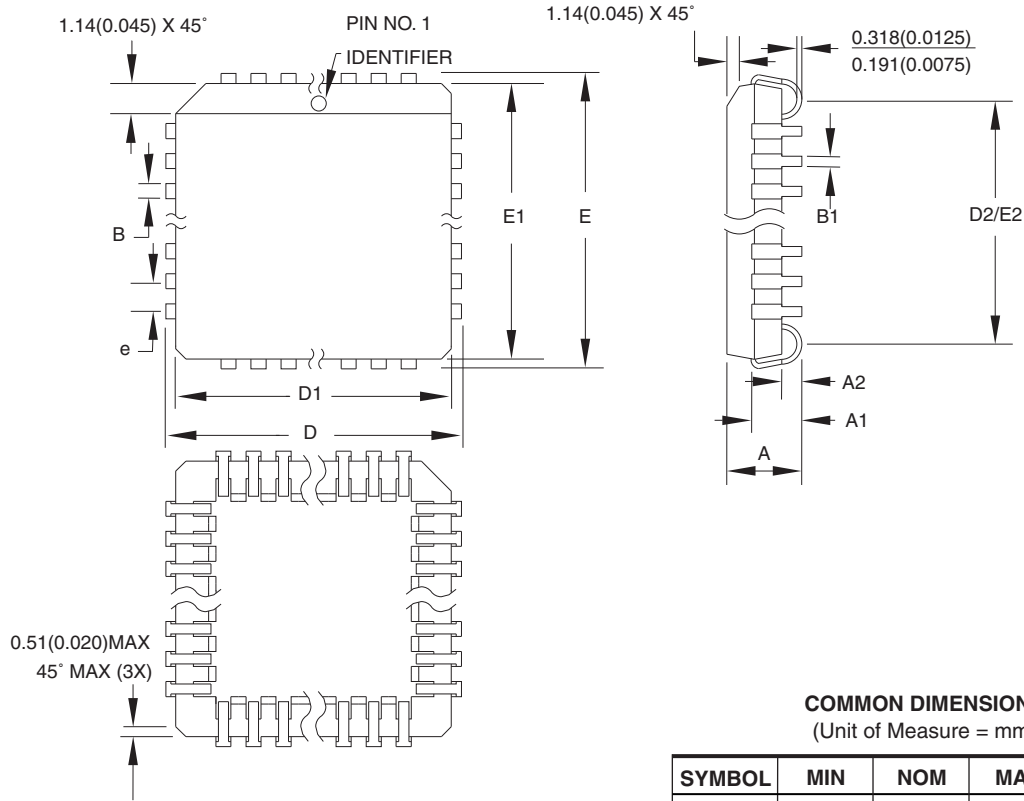 1.14(0.045) X 45˚
PIN NO. 1
IDENTIFIER
1.14(0.045) X 45˚
0.318(0.0125)
0.191(0.0075)
B
e
E1
E
B1
D2/E2
D1
D
A2
A1
A
0.51(0.020)MAX
45˚ MAX (3X)
COMMON DIMENSION
(Unit of Measure = mm
SYMBOL MIN NOM MA